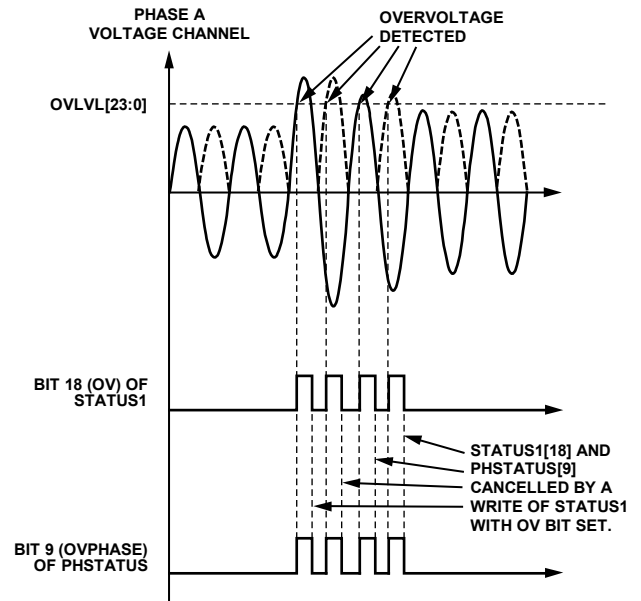 PHASE A
VOLTAGE CHANNEL
OVERVOLTAGE
DETECTED
OVLVL[23:0]
BIT 18 (OV) OF
STATUS1
STATUS1[18] AND
PHSTATUS[9]
CANCELLED BY A
WRITE OF STATUS1
WITH OV BIT SET.
BIT 9 (OVPHASE)
OF PHSTATUS